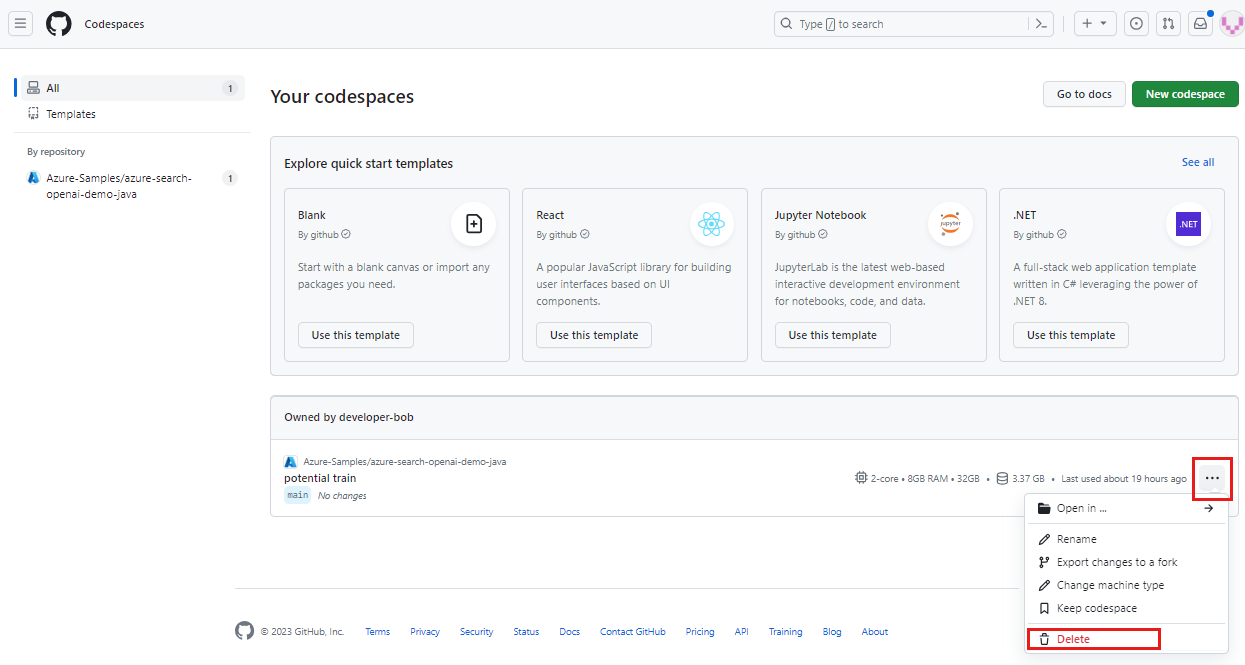 Codespaces
Type / to search
All 1
Templates
By repository
Azure-Samples/azure-search-
openai-demo-java 1
Your codespaces
Go to docs
New codespace
Explore quick start templates
See all
Blank
By github
Start with a blank canvas or import any
packages you need.
Use this template
React
By github
A popular JavaScript library for building
user interfaces based on UI
components.
Use this template
Jupyter Notebook
By github
jupyter
JupyterLab is the latest web-based
interactive development environment
for notebooks, code, and data.
Use this template
.NET
By github
.NET
A full-stack web application template
written in C# leveraging the power of
.NET 8.
Use this template
Owned by developer-bob
Azure-Samples/azure-search-openai-demo-java
potential train
main No changes
2-core • 8GB RAM • 32GB • 3.37 GB • Last used about 19 hours ago
Open in ...
Rename
Export changes to a fork
Change machine type
Keep codespace
Delete
© 2023 GitHub, Inc. Terms Privacy Security Status Docs Contact GitHub Pricing API Training Blog About